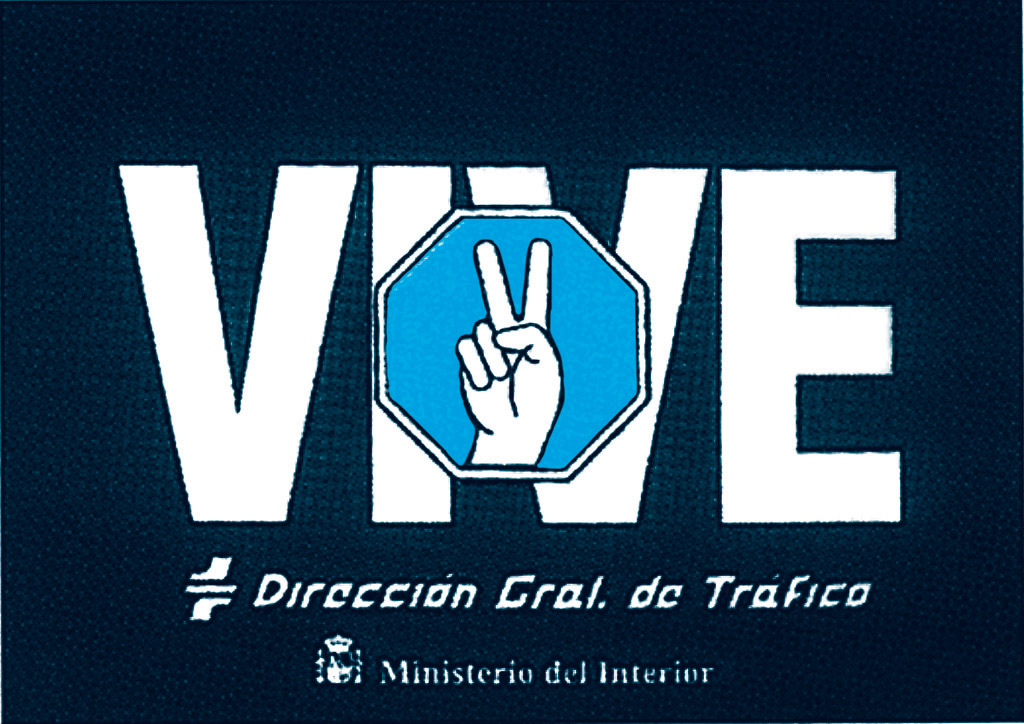 VIVE
Dirección Gral. de Tráfico
Ministerio del Interior